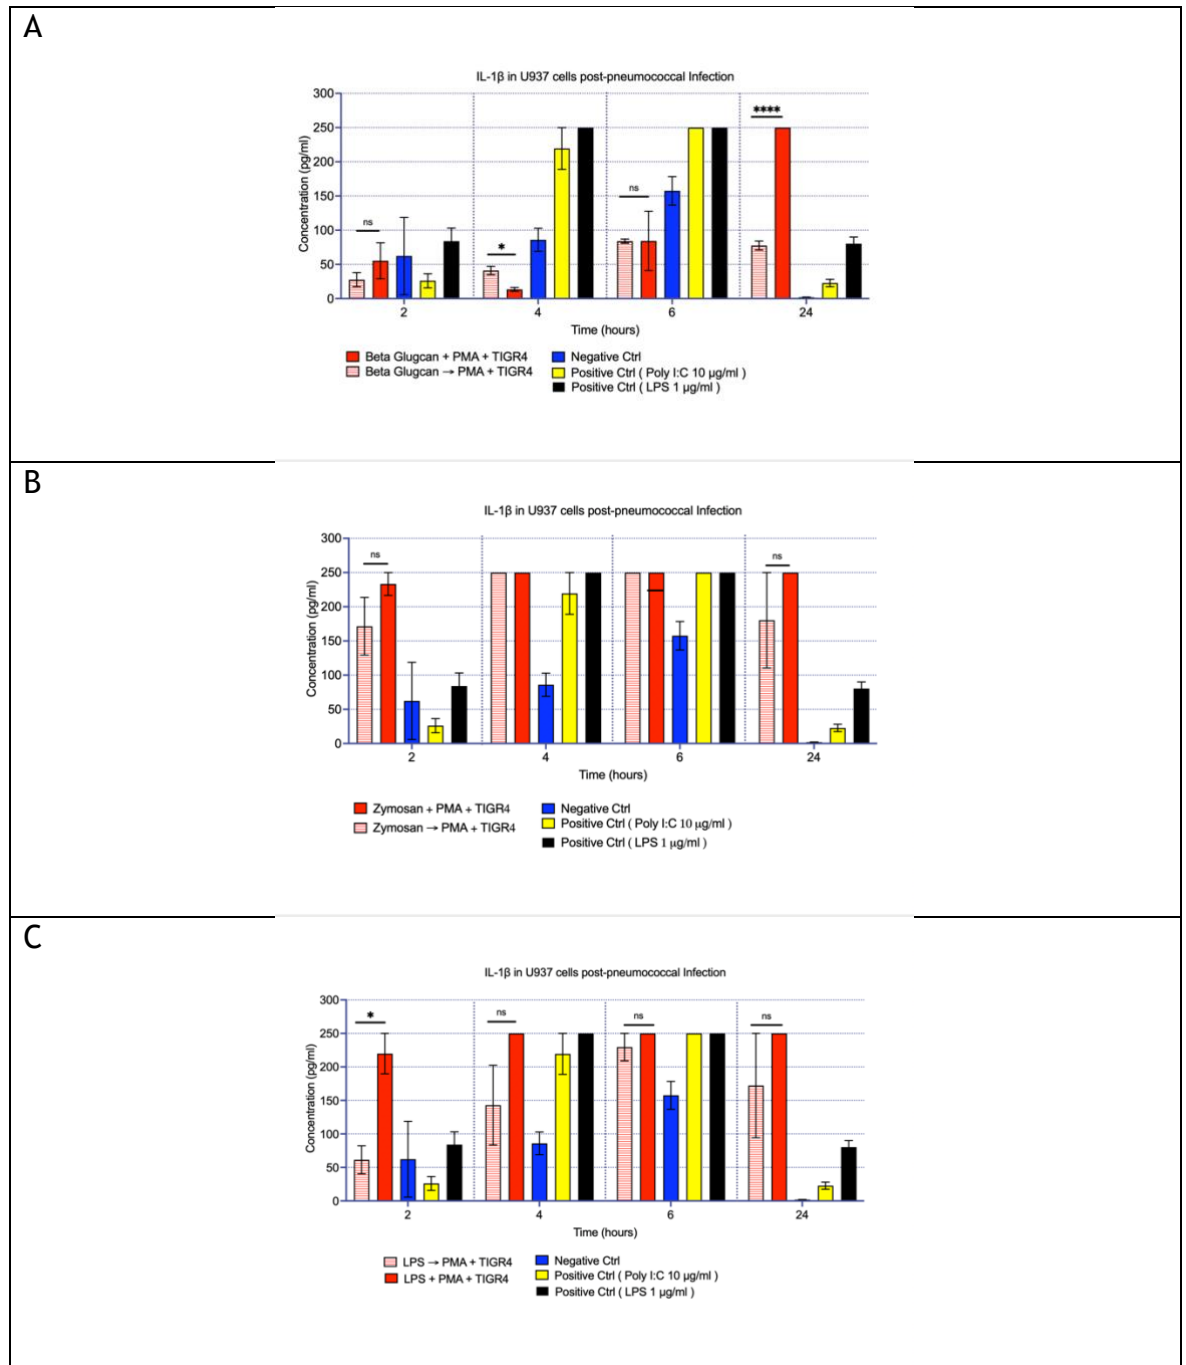 A
IL-1β in U937 cells post-pneumococcal Infection
Concentration (pg/ml)
300
250
200
150
100
50
0
ns
*
ns
****
2 4 6 24
Time (hours)
Beta Glugcan + PMA + TIGR4
Beta Glugcan → PMA + TIGR4
Negative Ctrl
Positive Ctrl ( Poly I:C 10 µg/ml )
Positive Ctrl ( LPS 1 µg/ml )
B
IL-1β in U937 cells post-pneumococcal Infection
Concentration (pg/ml)
300
250
200
150
100
50
0
ns
ns
2 4 6 24
Time (hours)
Zymosan + PMA + TIGR4
Zymosan → PMA + TIGR4
Negative Ctrl
Positive Ctrl ( Poly I:C 10 µg/ml )
Positive Ctrl ( LPS 1 µg/ml )
C
IL-1β in U937 cells post-pneumococcal Infection
Concentration (pg/ml)
300
250
200
150
100
50
0
*
ns
ns
ns
2 4 6 24
Time (hours)
LPS → PMA + TIGR4
LPS + PMA + TIGR4
Negative Ctrl
Positive Ctrl ( Poly I:C 10 µg/ml )
Positive Ctrl ( LPS 1 µg/ml )